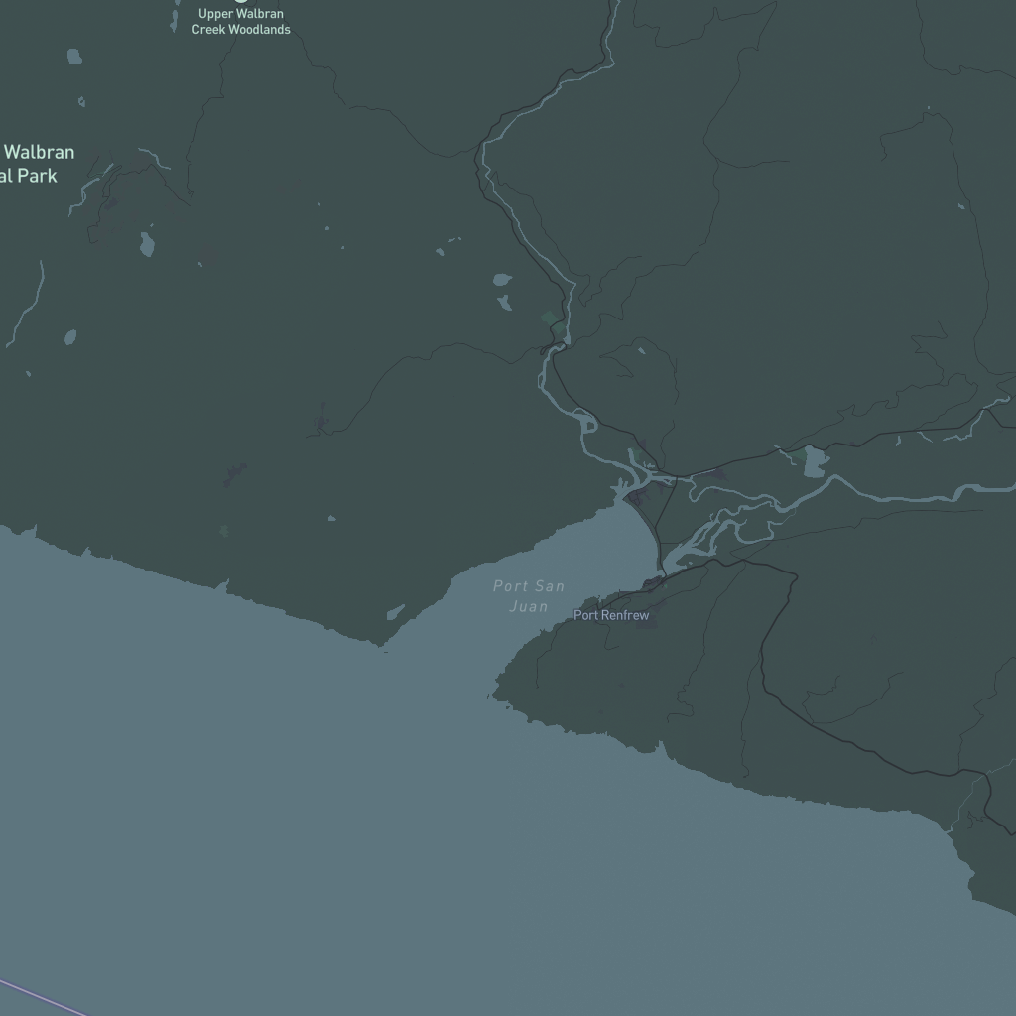 Upper Walbran
Creek Woodlands
Walbran
al Park
Port San
Juan
Port Renfrew